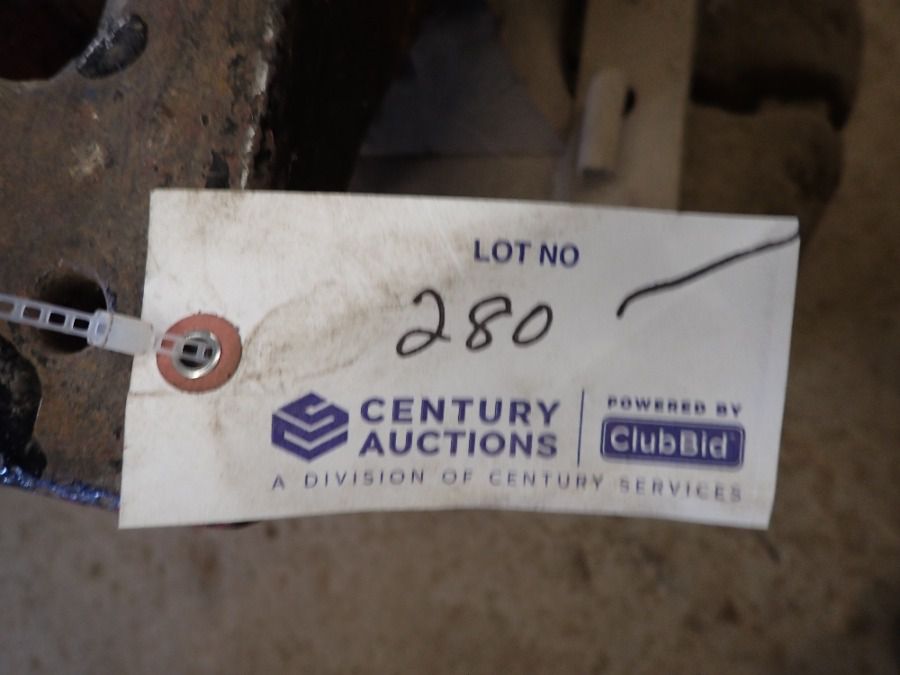 LOT NO
280
CENTURY
AUCTIONS
POWERED BY
ClubBid
A DIVISION OF CENTURY SERVICES